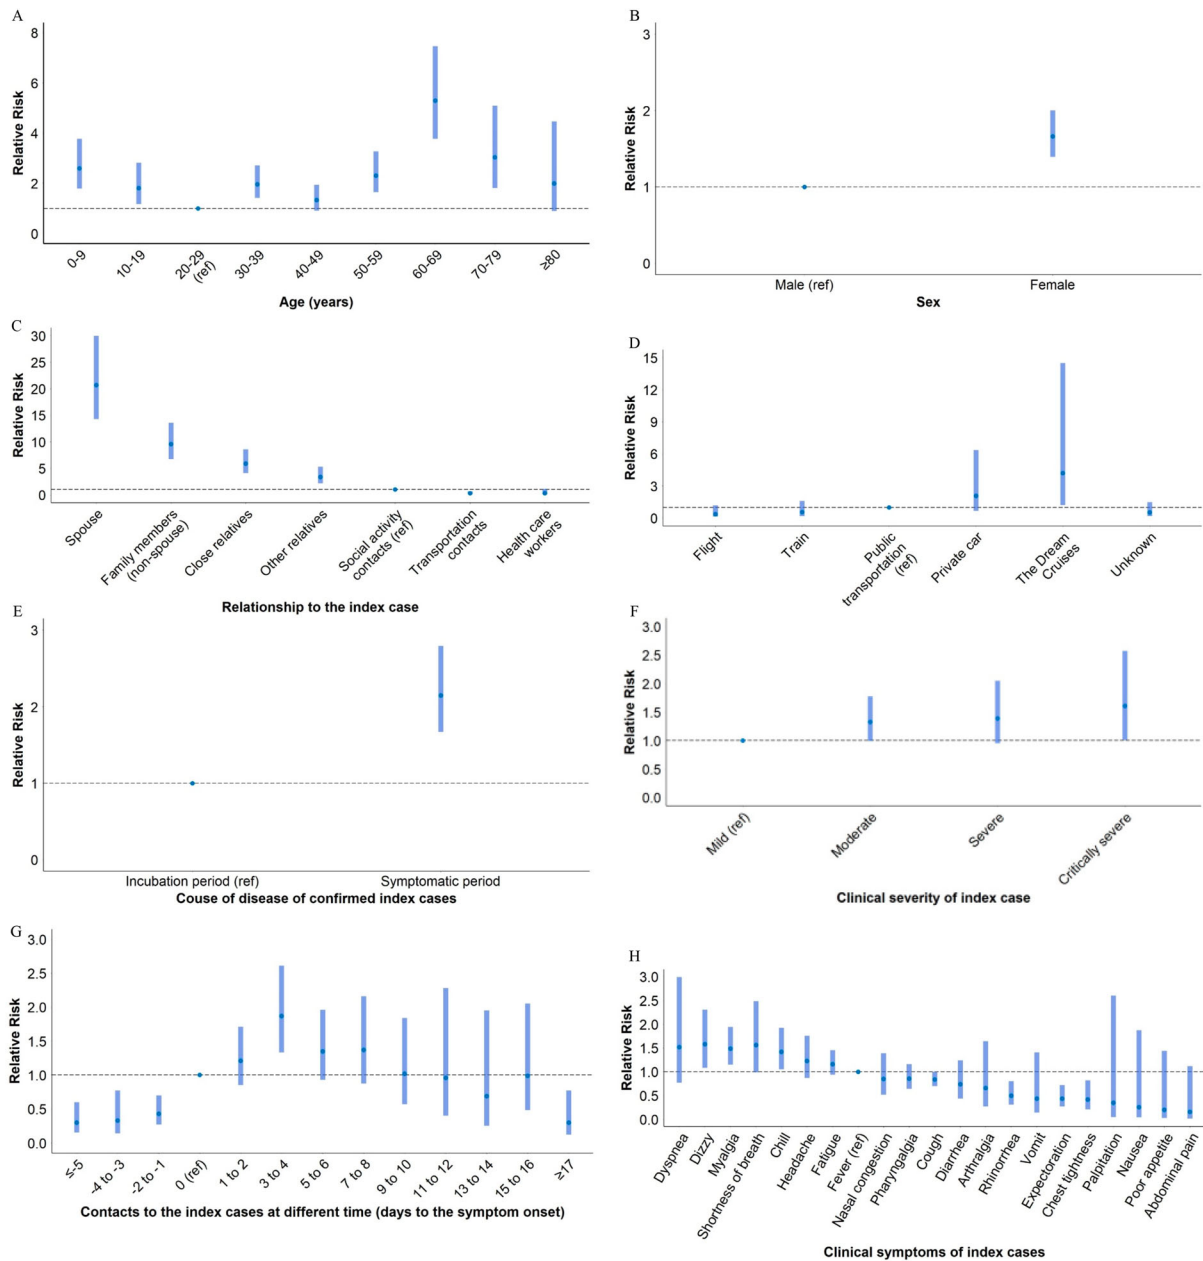 A
Relative Risk
8
6
4
2
0
0-9
10-19
20-29
(ref)
30-39
40-49
50-59
60-69
70-79
≥80
Age (years)
B
Relative Risk
3
2
1
0
Male (ref)
Female
Sex
C
Relative Risk
30
25
20
15
10
5
0
Spouse
Family members
(non-spouse)
Close relatives
Other relatives
Social activity
contacts (ref)
Transportation
contacts
Health care
workers
Relationship to the index case
D
Relative Risk
15
12
9
6
3
0
Flight
Train
Public
transportation
(ref)
Private car
The Dream
Cruises
Unknown
E
Relative Risk
3
2
1
0
Incubation period (ref)
Symptomatic period
Couse of disease of confirmed index cases
F
Relative Risk
3.0
2.5
2.0
1.5
1.0
0.5
0.0
Mild (ref)
Moderate
Severe
Critically severe
Clinical severity of index case
G
Relative Risk
3.0
2.5
2.0
1.5
1.0
0.5
0.0
≤-5
-4 to -3
-2 to -1
0 (ref)
1 to 2
3 to 4
5 to 6
7 to 8
9 to 10
11 to 12
13 to 14
15 to 16
≥17
Contacts to the index cases at different time (days to the symptom onset)
H
Relative Risk
3.0
2.5
2.0
1.5
1.0
0.5
0.0
Dyspnea
Dizzy
Myalgia
Shortness of breath
Chill
Headache
Fatigue
Fever (ref)
Nasal congestion
Pharyngalgia
Cough
Diarrhea
Arthralgia
Rhinorrhea
Vomit
Expectoration
Chest tightness
Palpitation
Nausea
Poor appetite
Abdominal pain
Clinical symptoms of index cases